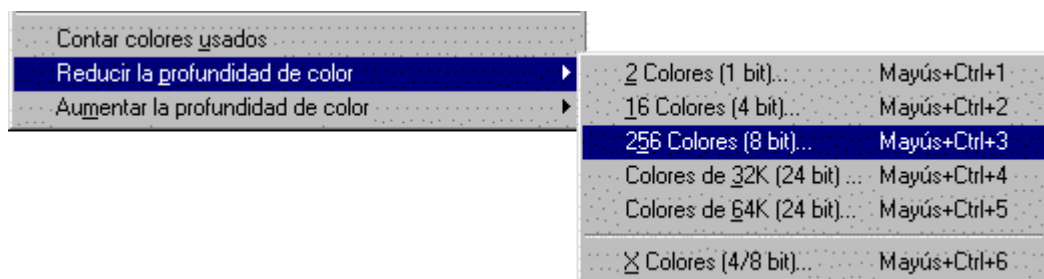 Contar colores usados
Reducir la profundidad de color
Aumentar la profundidad de color
2 Colores (1 bit)... Mayús+Ctrl+1
16 Colores (4 bit)... Mayús+Ctrl+2
256 Colores (8 bit)... Mayús+Ctrl+3
Colores de 32K (24 bit) ... Mayús+Ctrl+4
Colores de 64K (24 bit)... Mayús+Ctrl+5
X Colores (4/8 bit)... Mayús+Ctrl+6